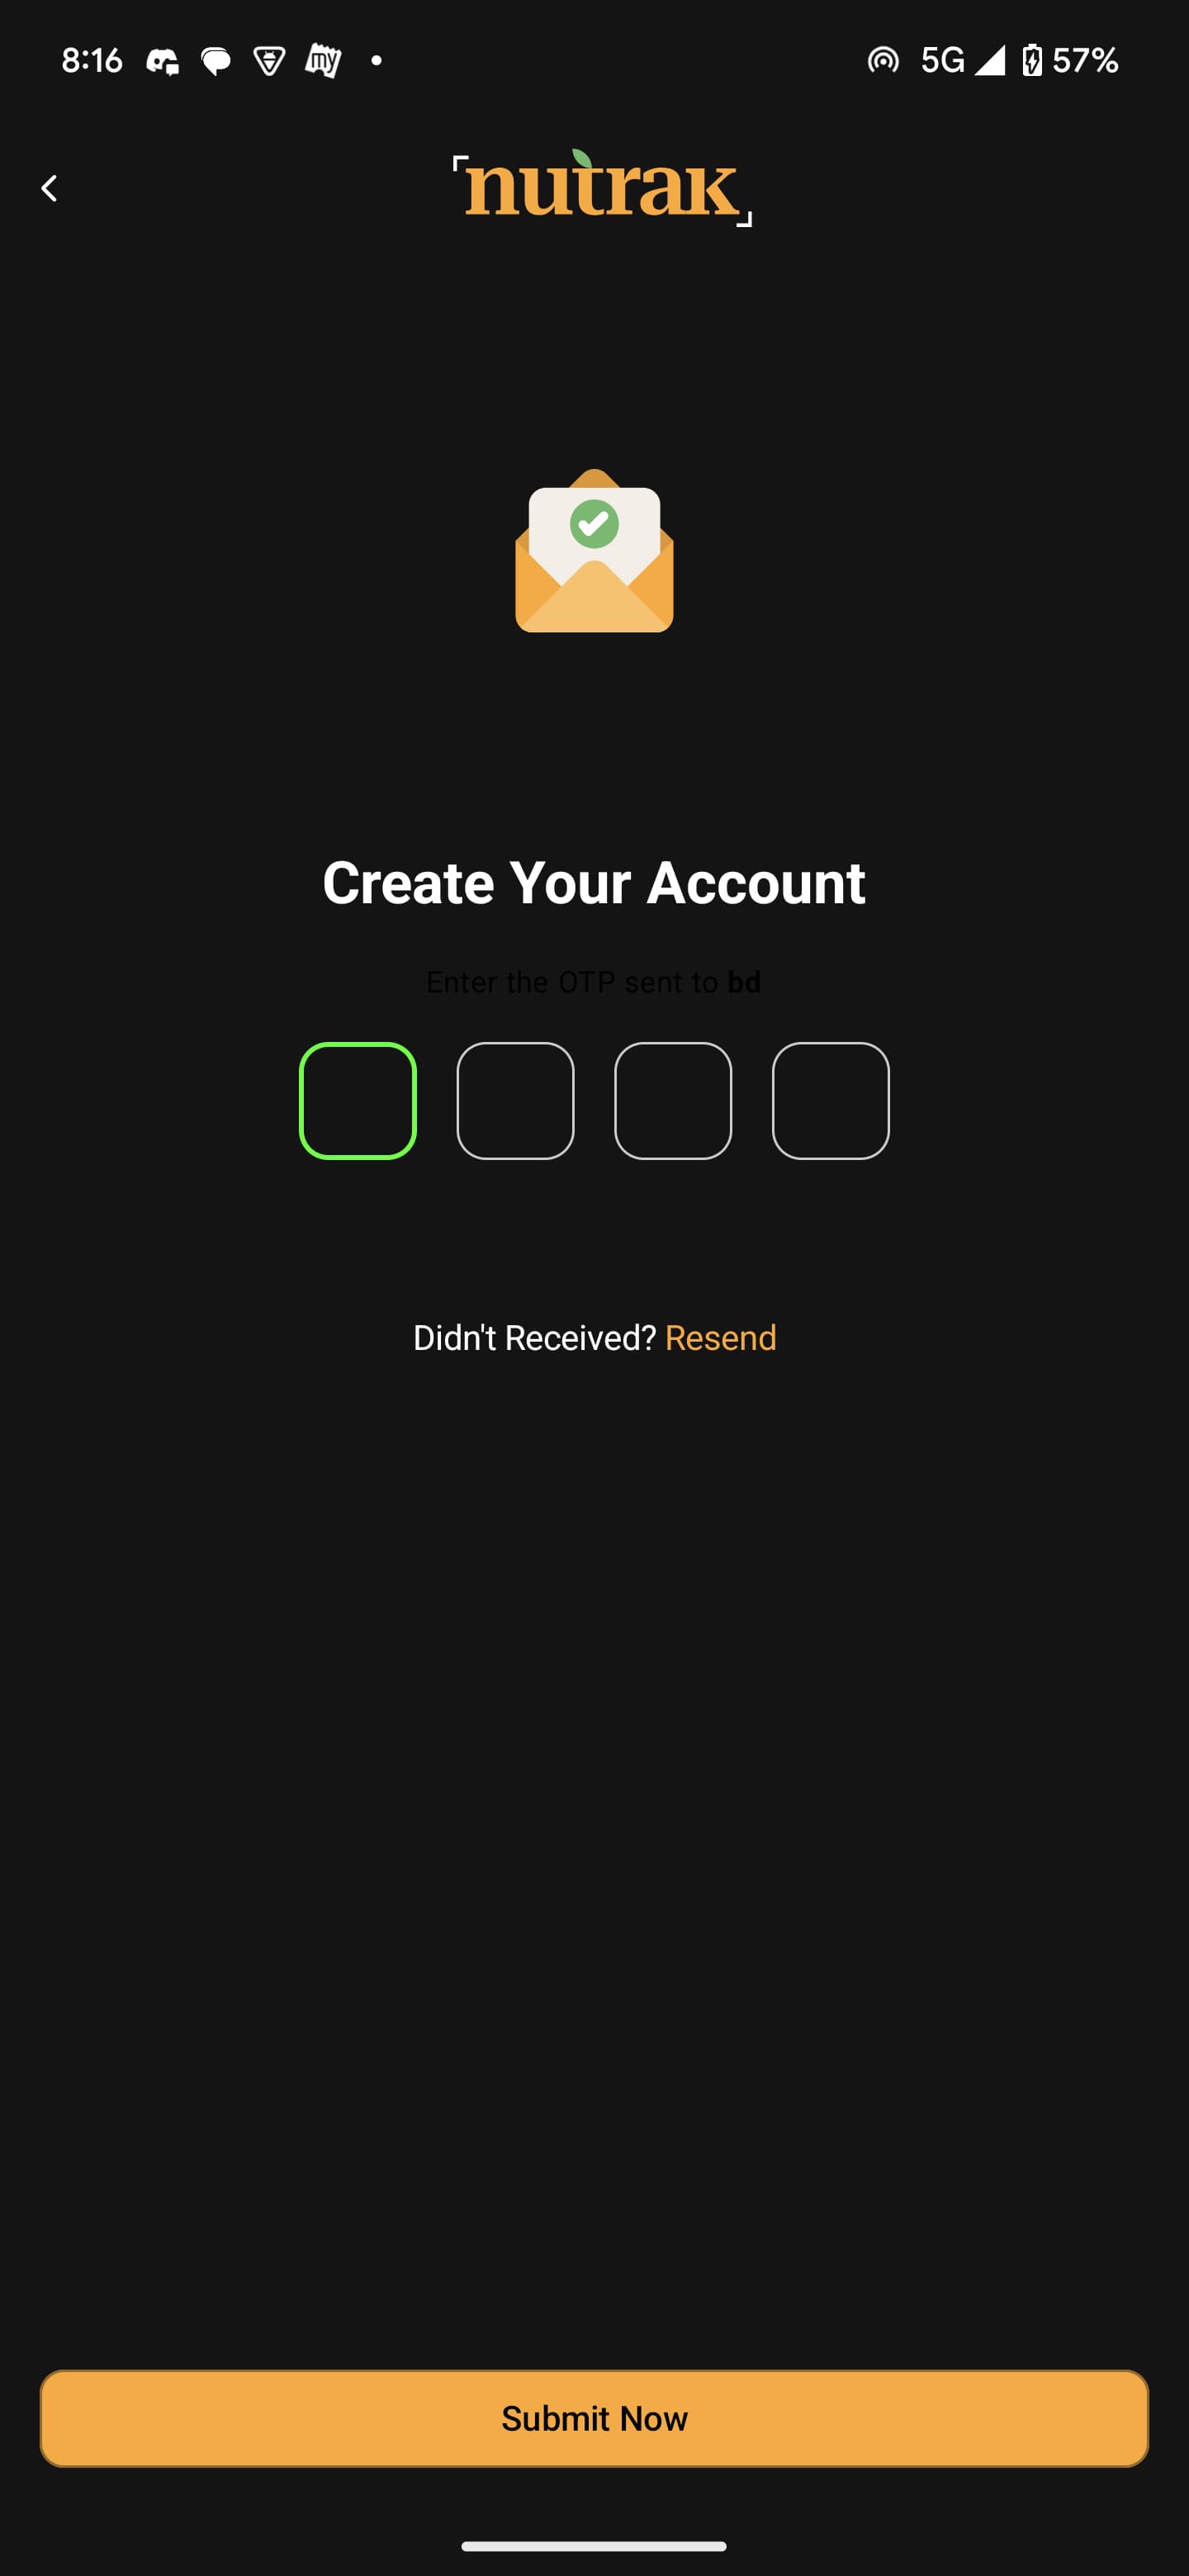 8:16 my 5G 57%
nutrak
Create Your Account
Enter the OTP sent to bd
Didn't Received? Resend
Submit Now